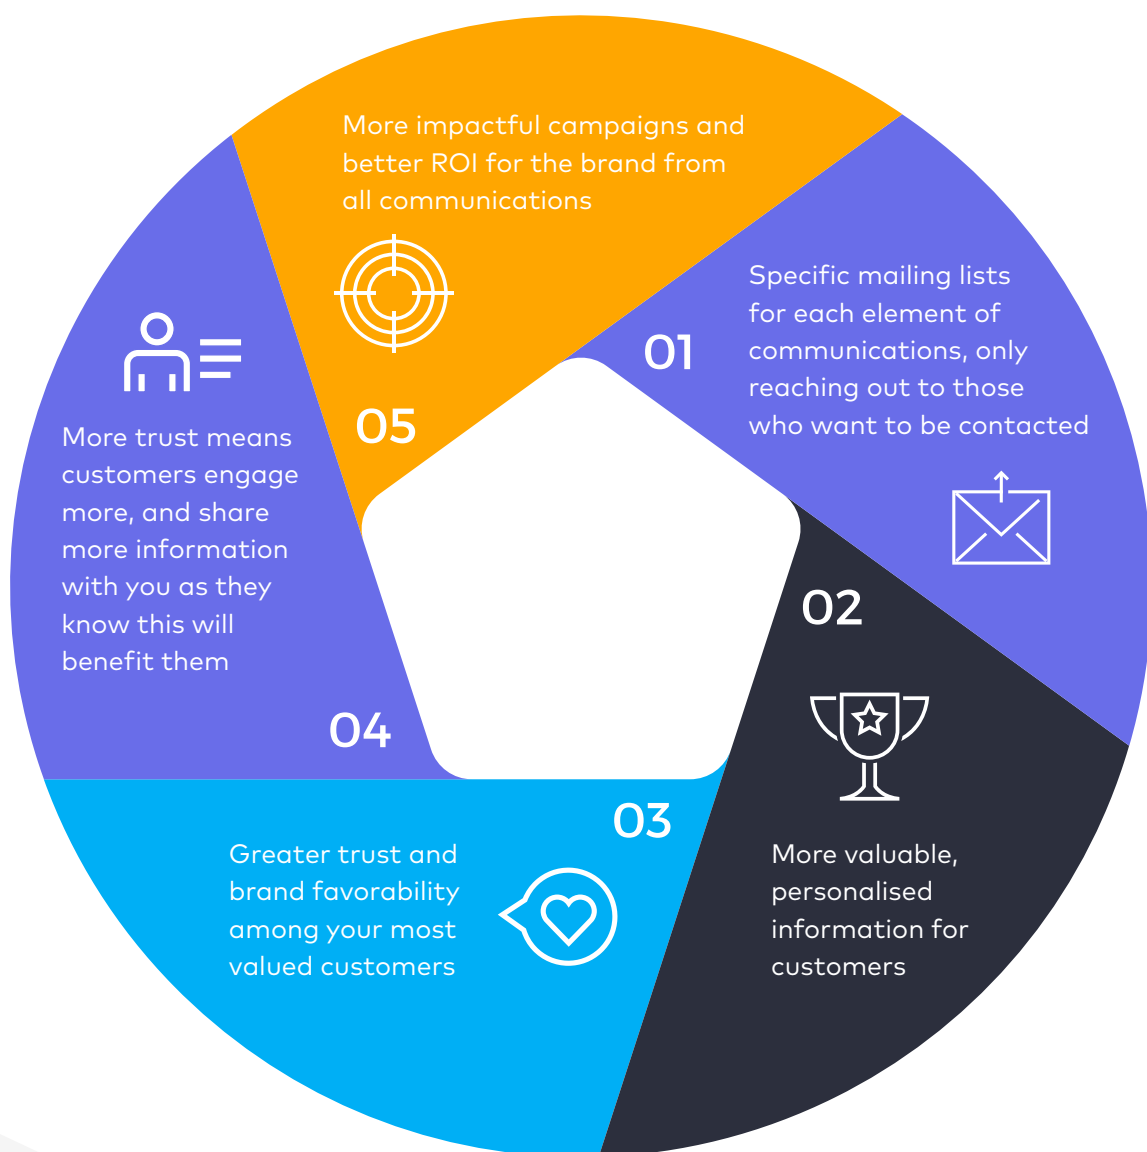 01
Specific mailing lists
for each element of
communications, only
reaching out to those
who want to be contacted
02
More valuable,
personalised
information for
customers
03
Greater trust and
brand favorability
among your most
valued customers
04
More trust means
customers engage
more, and share
more information
with you as they
know this will
benefit them
05
More impactful campaigns and
better ROI for the brand from
all communications